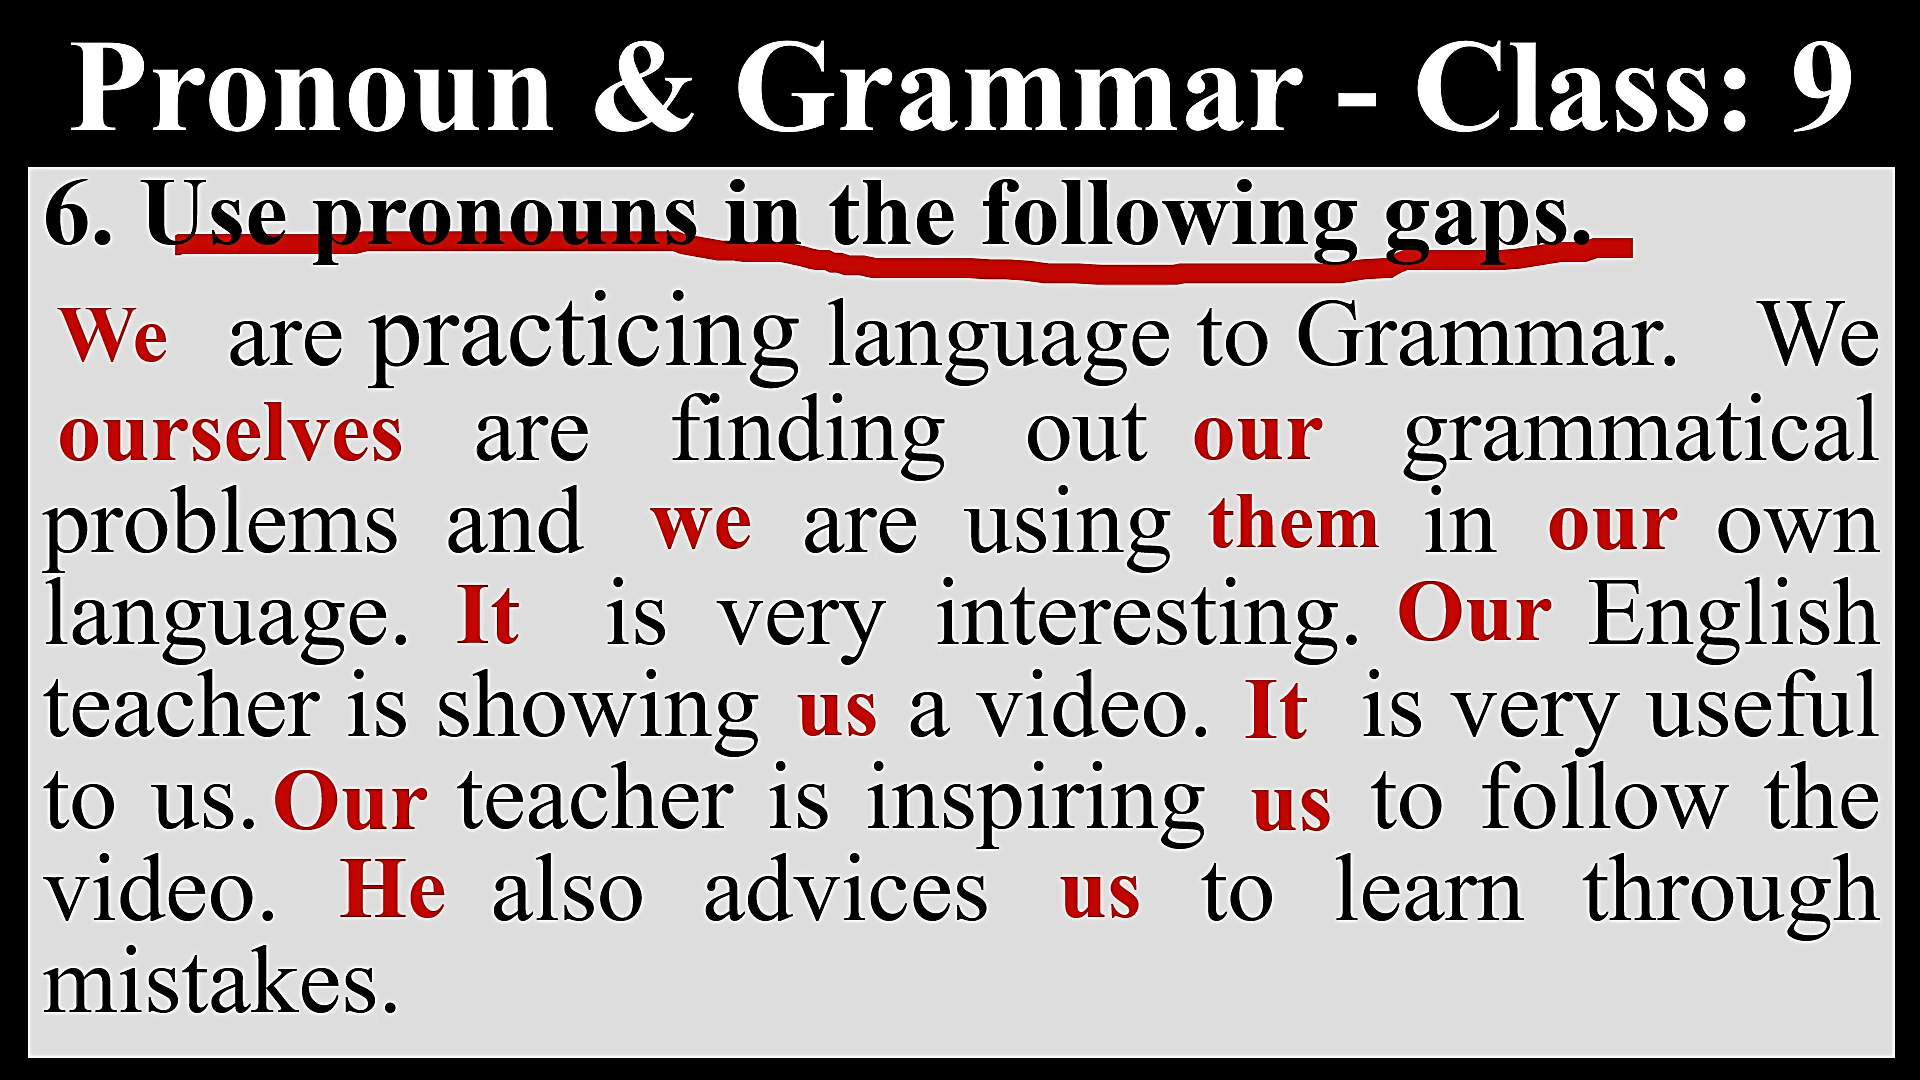 Pronoun & Grammar - Class: 9
6. Use pronouns in the following gaps.
We are practicing language to Grammar. We
ourselves are finding out our grammatical
problems and we are using them in our own
language. It is very interesting. Our English
teacher is showing us a video. It is very useful
to us. Our teacher is inspiring us to follow the
video. He also advices us to learn through
mistakes.